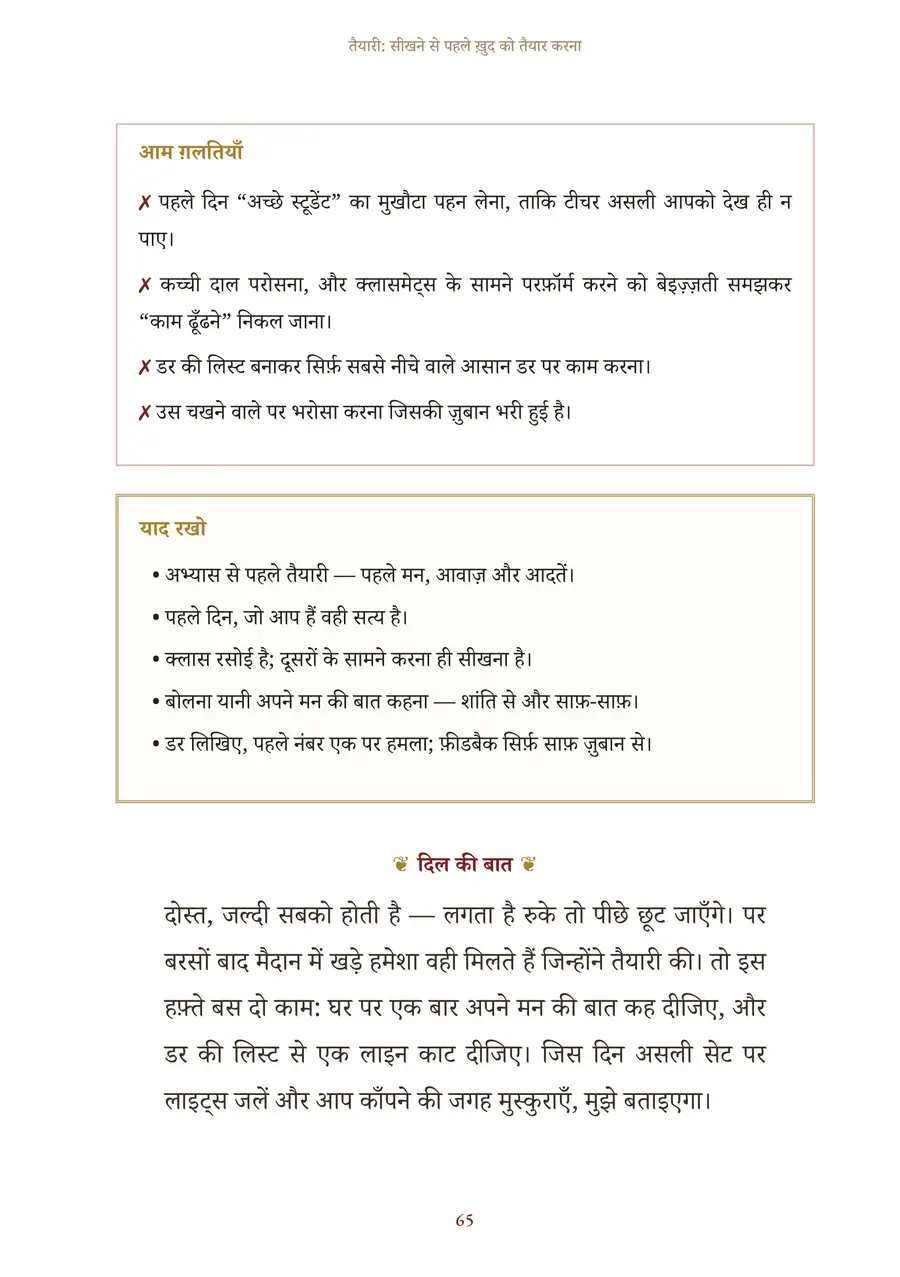 तैयारी: सीखने से पहले ख़ुद को तैयार करना
आम ग़लतियाँ
✗ पहले दिन “अच्छे स्टूडेंट” का मुखौटा पहन लेना, ताकि टीचर असली आपको देख ही न
पाए।
✗ कच्ची दाल परोसना, और क्लासमेट्स के सामने परफ़ॉर्म करने को बेइज़्ज़ती समझकर
“काम ढूँढने” निकल जाना।
✗ डर की लिस्ट बनाकर सिर्फ़ सबसे नीचे वाले आसान डर पर काम करना।
✗ उस चखने वाले पर भरोसा करना जिसकी ज़ुबान भरी हुई है।
याद रखो
• अभ्यास से पहले तैयारी — पहले मन, आवाज़ और आदतें।
• पहले दिन, जो आप हैं वही सत्य है।
• क्लास रसोई है; दूसरों के सामने करना ही सीखना है।
• बोलना यानी अपने मन की बात कहना — शांति से और साफ़-साफ़।
• डर लिखिए, पहले नंबर एक पर हमला; फ़ीडबैक सिर्फ़ साफ़ ज़ुबान से।
❦ दिल की बात ❦
दोस्त, जल्दी सबको होती है — लगता है रुके तो पीछे छूट जाएँगे। पर
बरसों बाद मैदान में खड़े हमेशा वही मिलते हैं जिन्होंने तैयारी की। तो इस
हफ़्ते बस दो काम: घर पर एक बार अपने मन की बात कह दीजिए, और
डर की लिस्ट से एक लाइन काट दीजिए। जिस दिन असली सेट पर
लाइट्स जलें और आप काँपने की जगह मुस्कुराएँ, मुझे बताइएगा।
65